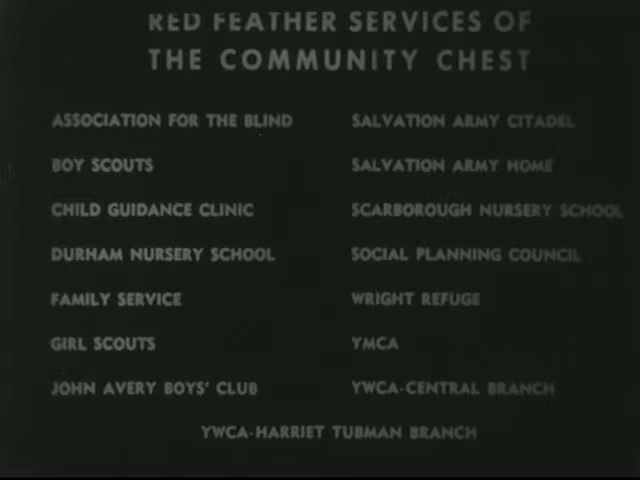 RED FEATHER SERVICES OF
THE COMMUNITY CHEST
ASSOCIATION FOR THE BLIND
BOY SCOUTS
CHILD GUIDANCE CLINIC
DURHAM NURSERY SCHOOL
FAMILY SERVICE
GIRL SCOUTS
JOHN AVERY BOYS' CLUB
SALVATION ARMY CITADEL
SALVATION ARMY HOME
SCARBOROUGH NURSERY SCHOOL
SOCIAL PLANNING COUNCIL
WRIGHT REFUGE
YMCA
YWCA-CENTRAL BRANCH
YWCA-HARRIET TUBMAN BRANCH